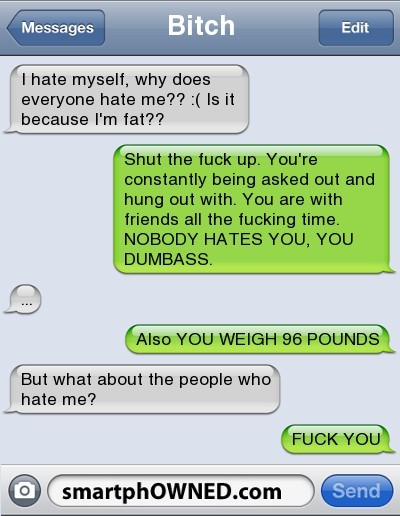 Messages
Bitch
Edit
I hate myself, why does
everyone hate me?? :( Is it
because I'm fat??
Shut the fuck up. You're
constantly being asked out and
hung out with. You are with
friends all the fucking time.
NOBODY HATES YOU, YOU
DUMBASS.
...
Also YOU WEIGH 96 POUNDS
But what about the people who
hate me?
FUCK YOU
smartphOWNED.com
Send